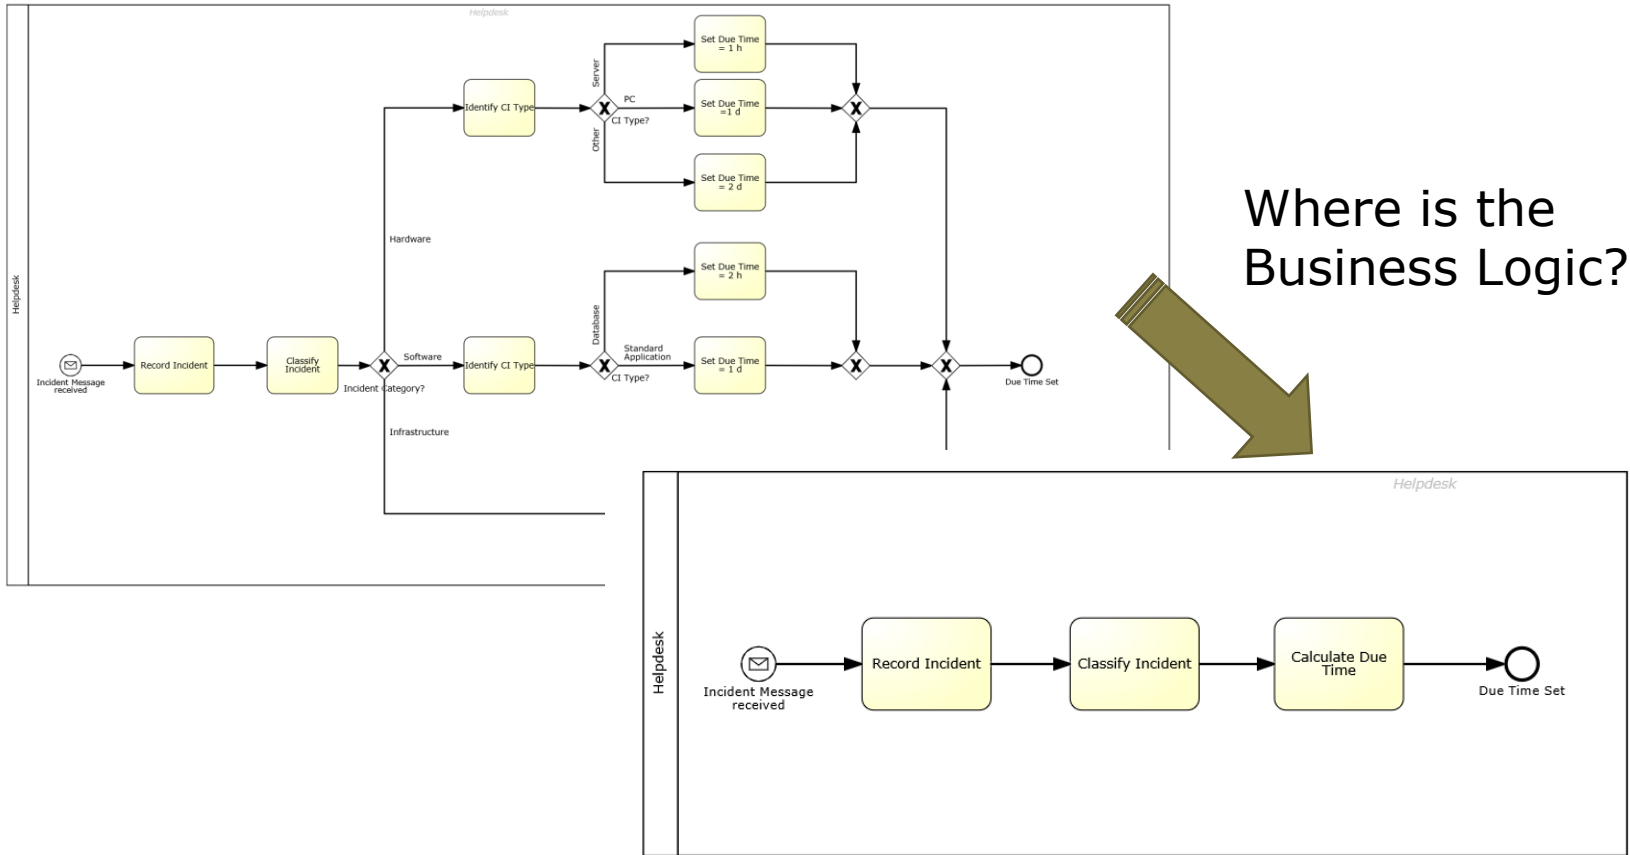 Helpdesk
Helpdesk
Set Due Time
= 1 h
Server
Identify CI Type
PC
CI Type?
Set Due Time
=1 d
Other
Set Due Time
= 2 d
Hardware
Set Due Time
= 2 h
Database
Incident Message
received
Record Incident
Classify
Incident
Incident Category?
Software
Identify CI Type
Standard
Application
CI Type?
Set Due Time
= 1 d
Due Time Set
Infrastructure
Where is the
Business Logic?
Helpdesk
Helpdesk
Incident Message
received
Record Incident
Classify Incident
Calculate Due
Time
Due Time Set